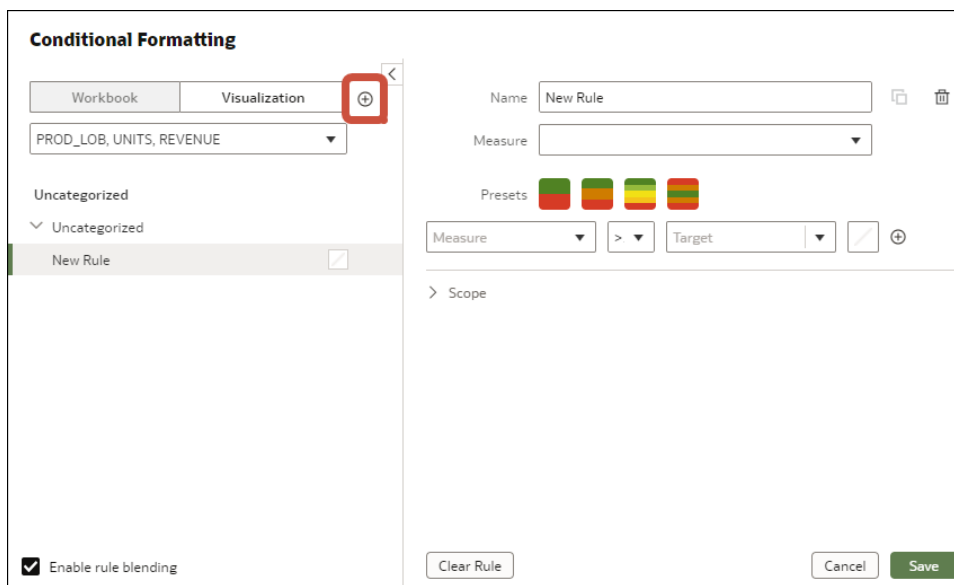 Conditional Formatting
Workbook Visualization
PROD_LOB, UNITS, REVENUE
Uncategorized
Uncategorized
New Rule
Enable rule blending
Name New Rule
Measure
Presets
Measure > Target
Scope
Clear Rule Cancel Save